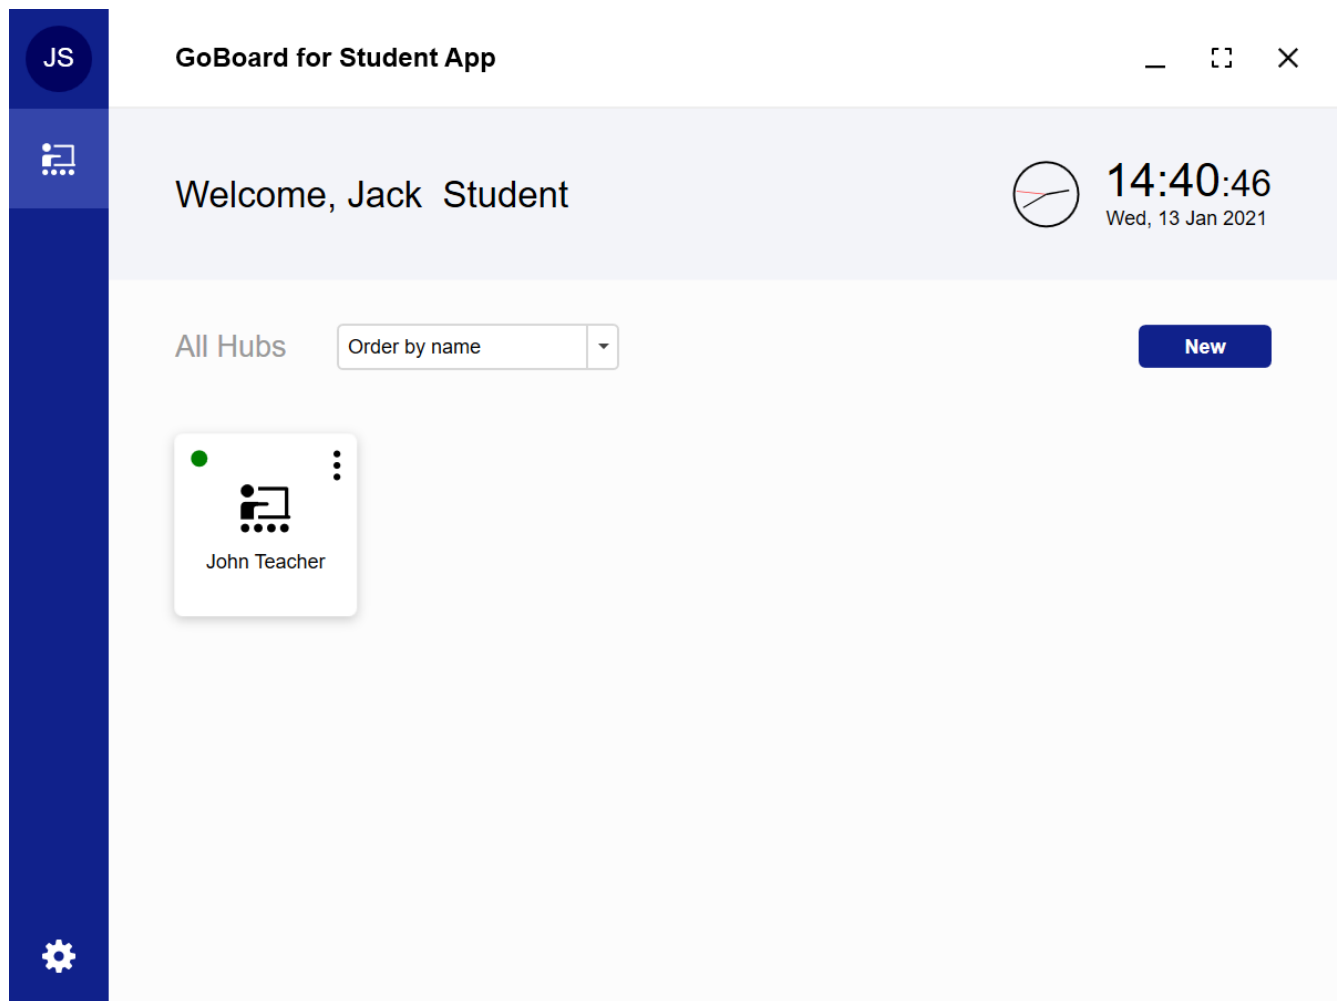 JS
GoBoard for Student App
Welcome, Jack  Student
14:40:46
Wed, 13 Jan 2021
All Hubs
Order by name
New
John Teacher